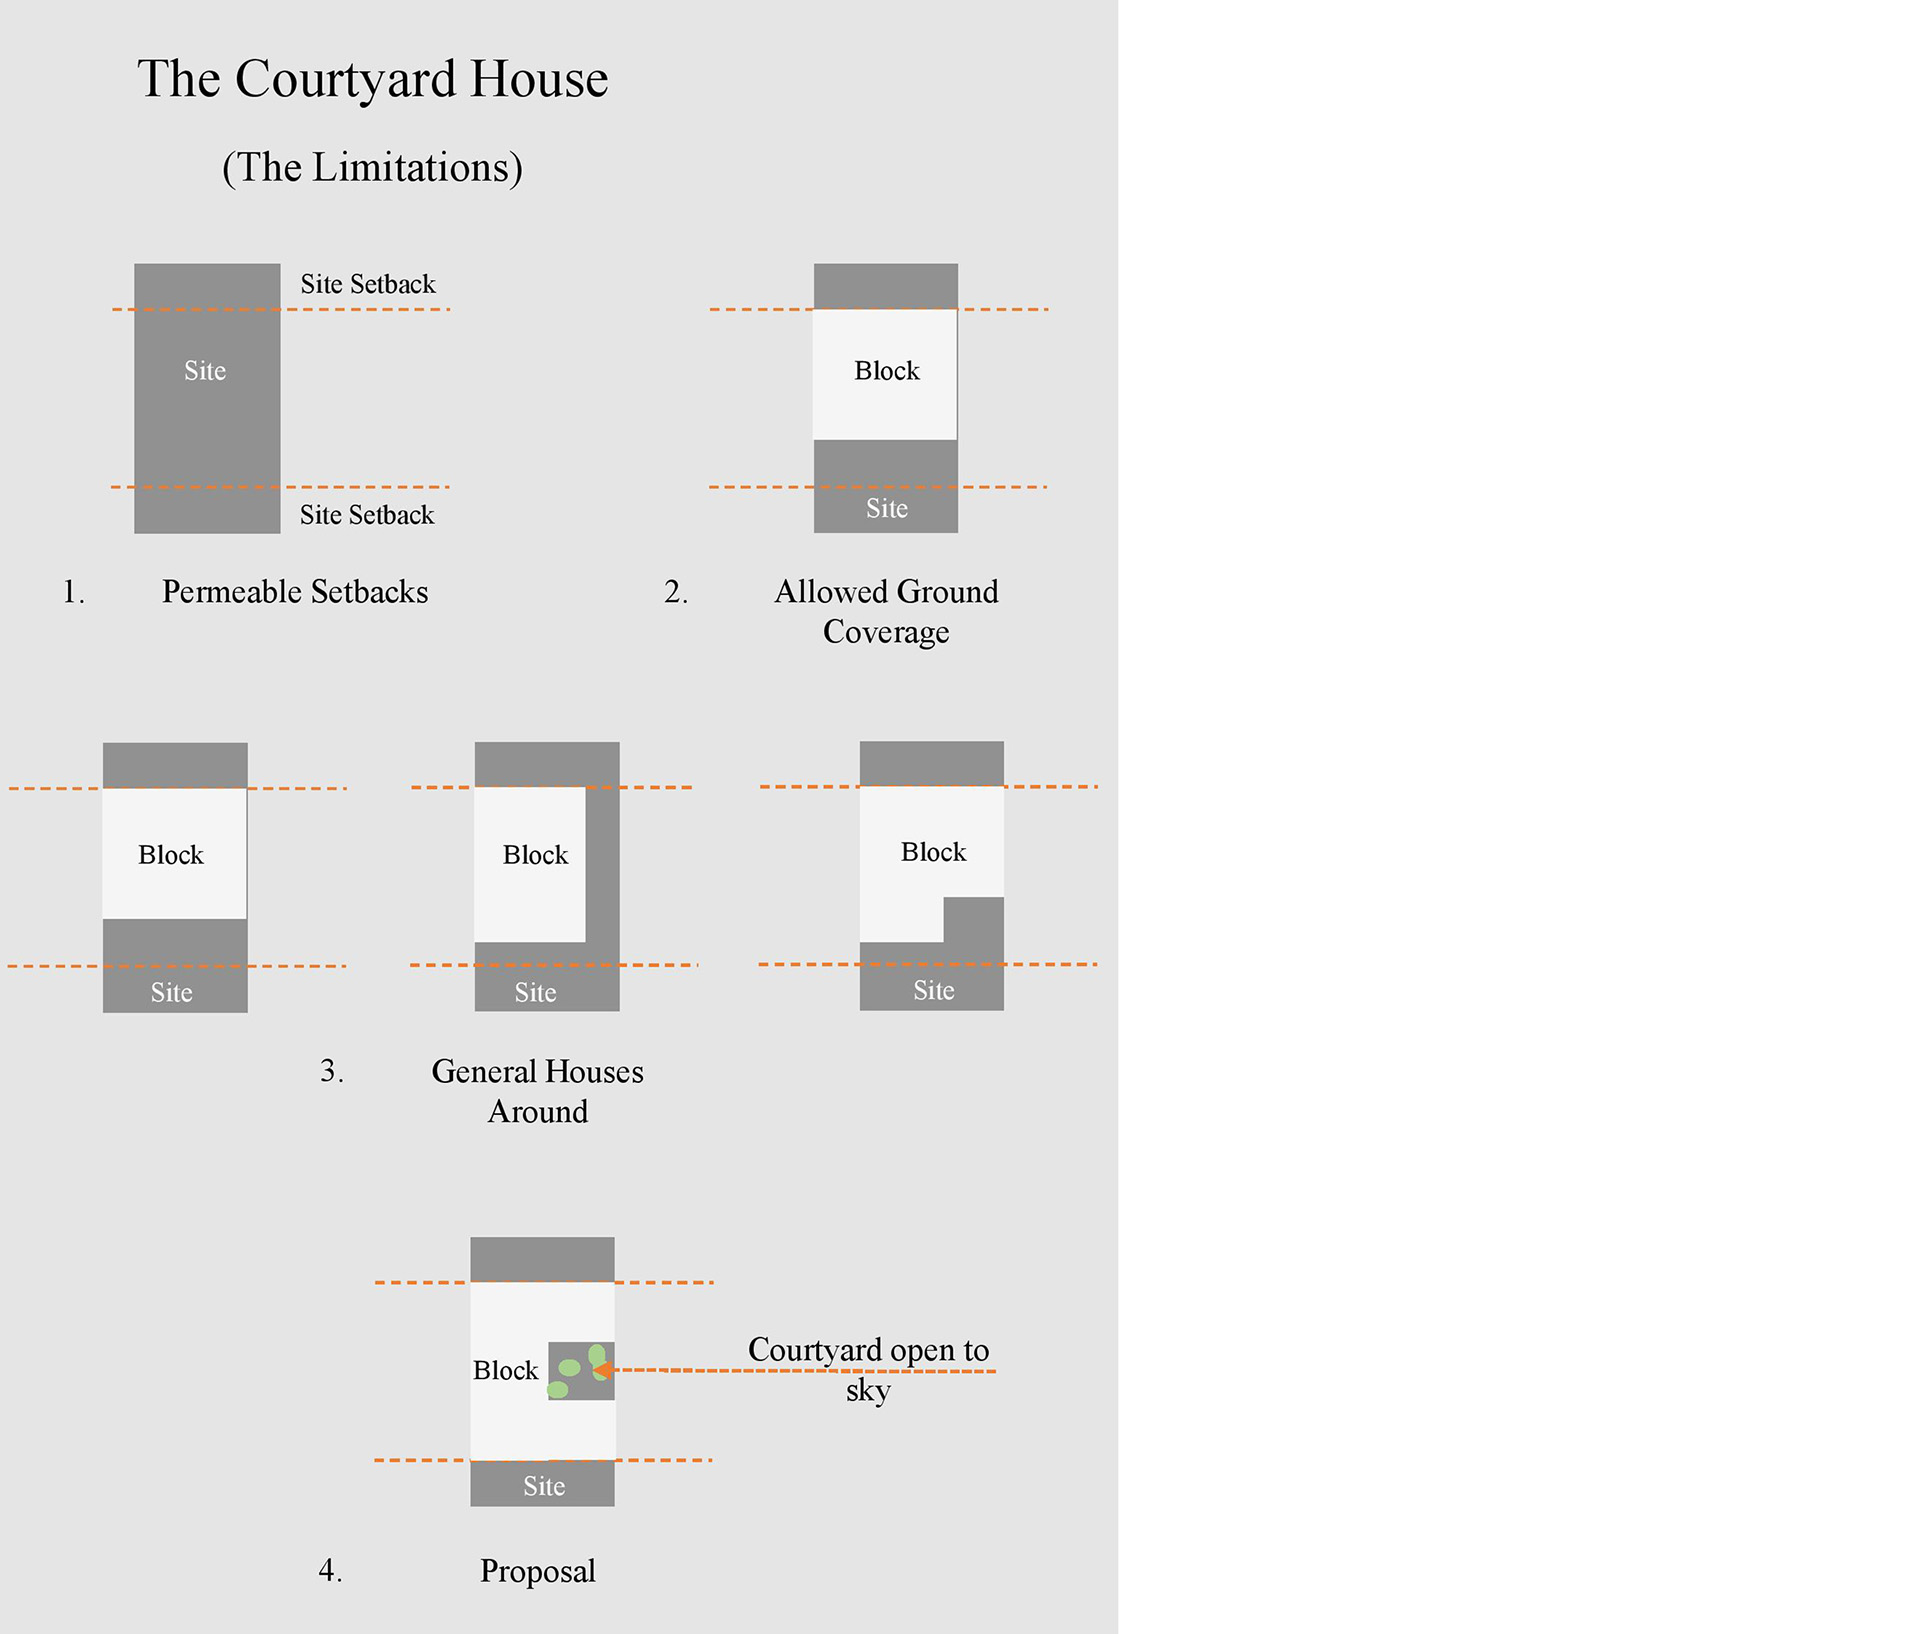 The Courtyard House
(The Limitations)
Site Setback
Site
Site Setback
1. Permeable Setbacks
Block
Site
2. Allowed Ground
Coverage
Block
Site
Block
Site
Block
Site
3. General Houses
Around
Block
Courtyard open to
sky
Site
4. Proposal